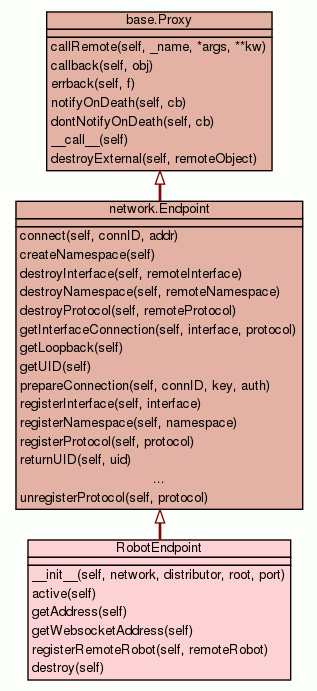 base.Proxy
callRemote(self, _name, *args, **kw)
callback(self, obj)
errback(self, f)
notifyOnDeath(self, cb)
dontNotifyOnDeath(self, cb)
__call__(self)
destroyExternal(self, remoteObject)
network.Endpoint
connect(self, connID, addr)
createNamespace(self)
destroyInterface(self, remoteInterface)
destroyNamespace(self, remoteNamespace)
destroyProtocol(self, remoteProtocol)
getInterfaceConnection(self, interface, protocol)
getLoopback(self)
getUID(self)
prepareConnection(self, connID, key, auth)
registerInterface(self, interface)
registerNamespace(self, namespace)
registerProtocol(self, protocol)
returnUID(self, uid)
...
unregisterProtocol(self, protocol)
RobotEndpoint
__init__(self, network, distributor, root, port)
active(self)
getAddress(self)
getWebsocketAddress(self)
registerRemoteRobot(self, remoteRobot)
destroy(self)